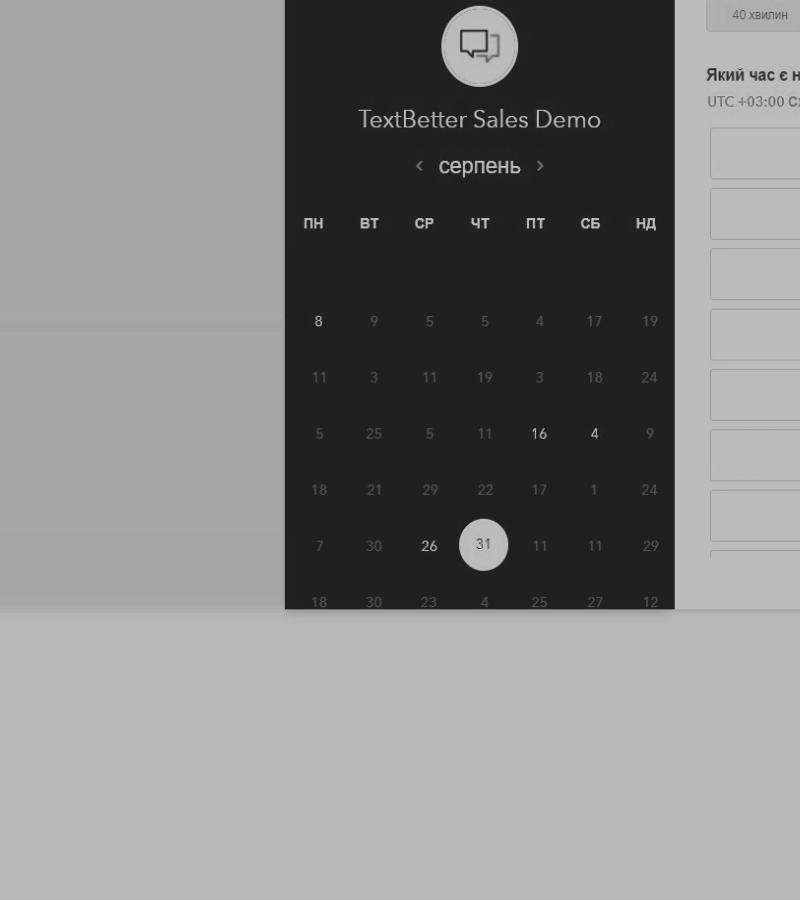 40 хвилин
TextBetter Sales Demo
Який час є н
UTC +03:00
серпень
ПН ВТ СР ЧТ ПТ СБ НД
8 9 5 5 4 17 19
11 3 11 19 3 18 24
5 25 5 11 16 4 9
18 21 29 22 17 1 24
7 30 26 31 11 11 29
18 30 23 4 25 27 12